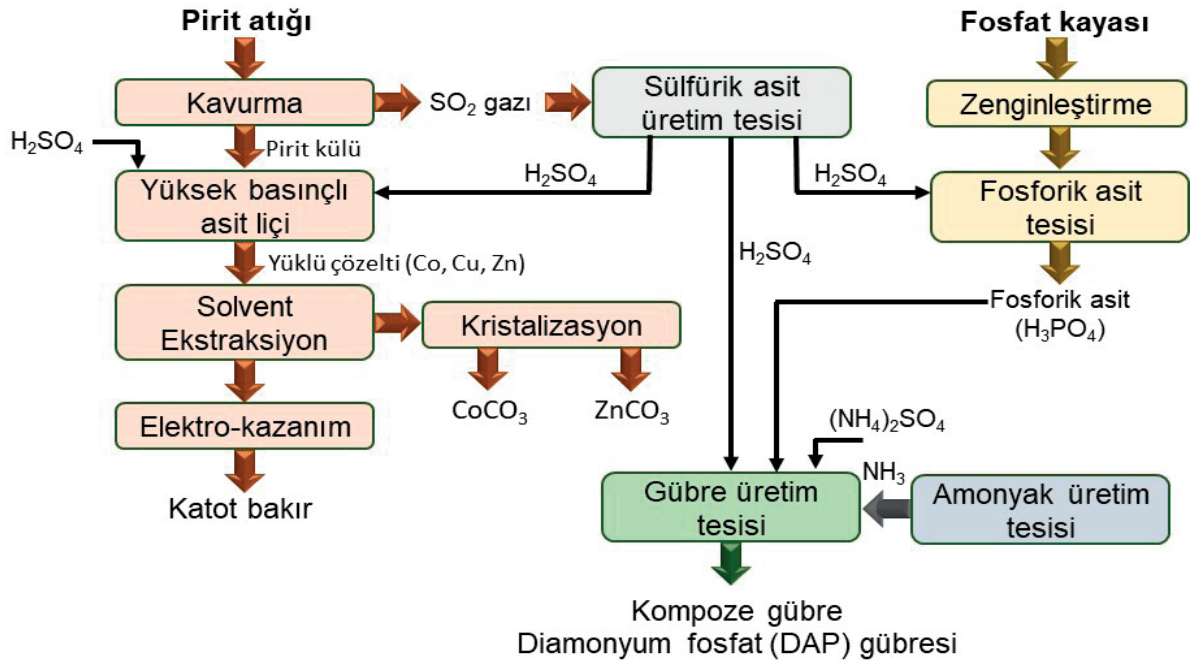 Pirit atığı
Kavurma
SO₂ gazı
Sülfürik asit
üretim tesisi
Fosfat kayası
Zenginleştirme
H₂SO₄
Pirit külü
Yüksek basınçlı
asit liçi
H₂SO₄
H₂SO₄
Fosforik asit
tesisi
H₂SO₄
Yüklü çözelti (Co, Cu, Zn)
Solvent
Ekstraksiyon
Kristalizasyon
Fosforik asit
(H₃PO₄)
CoCO₃
ZnCO₃
Elektro-kazanım
Katot bakır
(NH₄)₂SO₄
NH₃
Gübre üretim
tesisi
Amonyak üretim
tesisi
Kompoze gübre
Diamonyum fosfat (DAP) gübresi